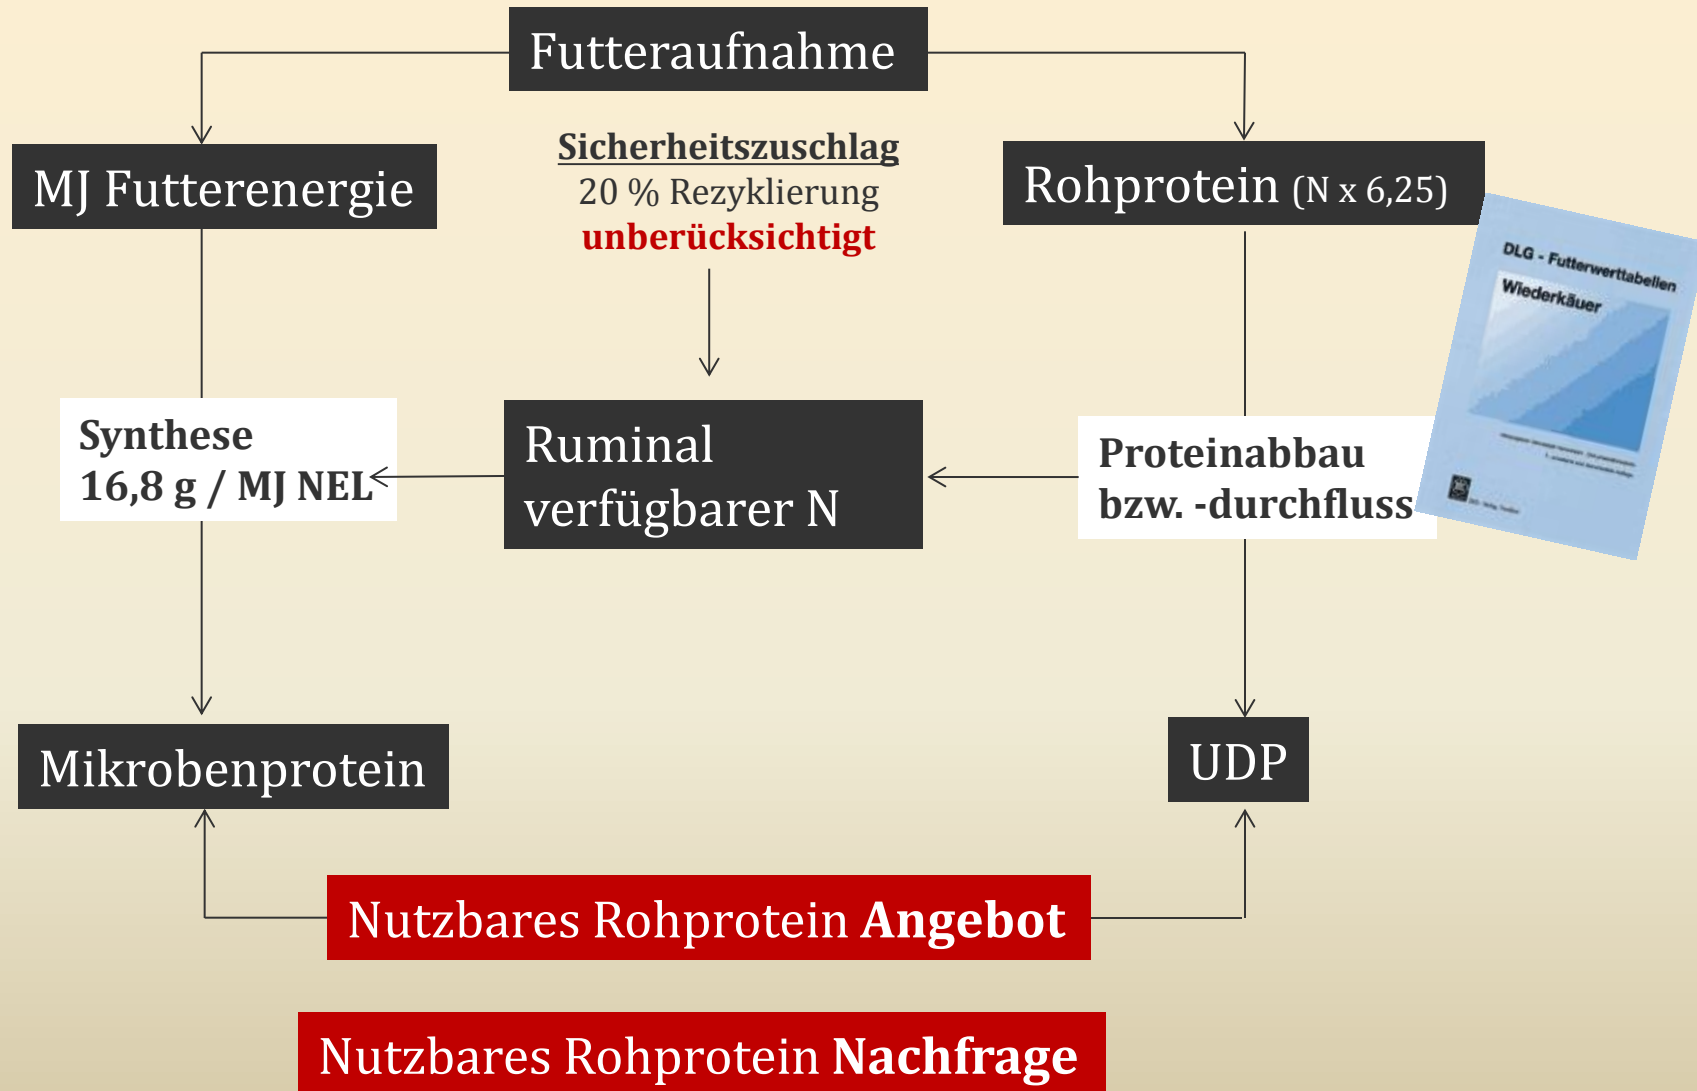 Futteraufnahme
MJ Futterenergie
Sicherheitszuschlag
20 % Rezyklierung
unberücksichtigt
Rohprotein (N x 6,25)
DLG - Futterwerttabellen
Wiederkäuer
Synthese
16,8 g / MJ NEL
Ruminal
verfügbarer N
Proteinabbau
bzw. -durchfluss
Mikrobenprotein
UDP
Nutzbares Rohprotein Angebot
Nutzbares Rohprotein Nachfrage